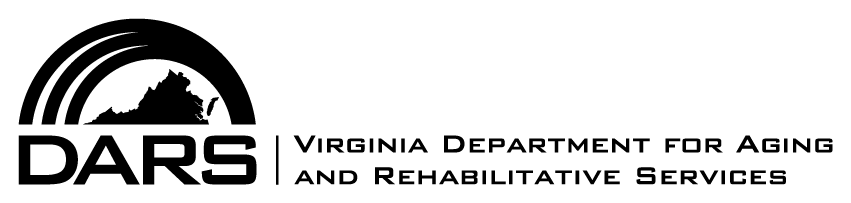 DARS
VIRGINIA DEPARTMENT FOR AGING
AND REHABILITATIVE SERVICES